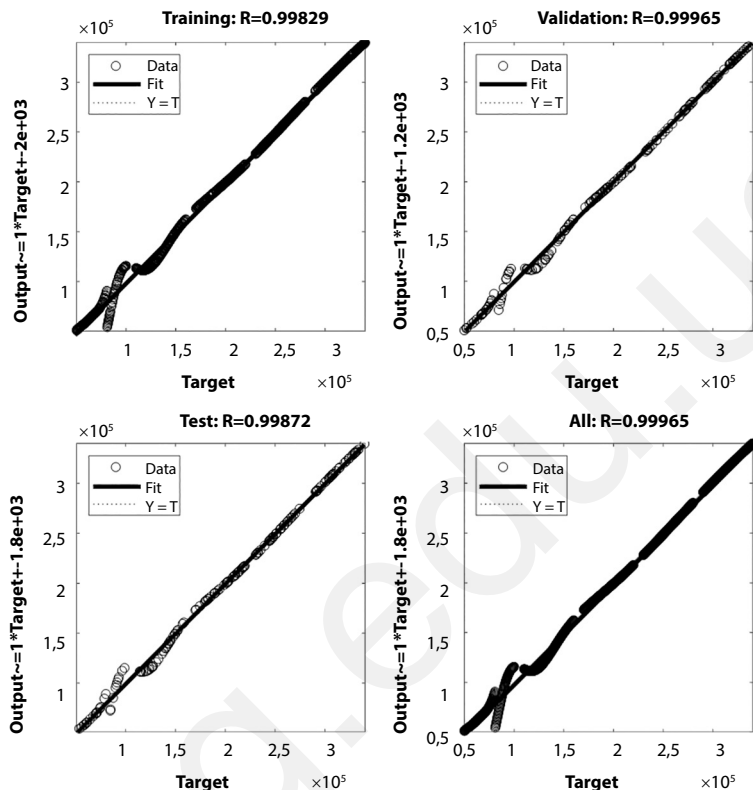 Training: R=0.99829
×10⁵
Data
Fit
Y = T
3
2,5
2
1,5
1
Output~=1*Target+-2e+03
1 1,5 2 2,5 3
Target ×10⁵
Validation: R=0.99965
×10⁵
Data
Fit
Y = T
3
2,5
2
1,5
1
0,5
Output~=1*Target+-1.2e+03
0,5 1 1,5 2 2,5 3
Target ×10⁵
Test: R=0.99872
×10⁵
Data
Fit
Y = T
3
2,5
2
1,5
1
Output~=1*Target+-1.8e+03
1 1,5 2 2,5 3
Target ×10⁵
All: R=0.99965
×10⁵
Data
Fit
Y = T
3
2,5
2
1,5
1
0,5
Output~=1*Target+-1.8e+03
0,5 1 1,5 2 2,5 3
Target ×10⁵